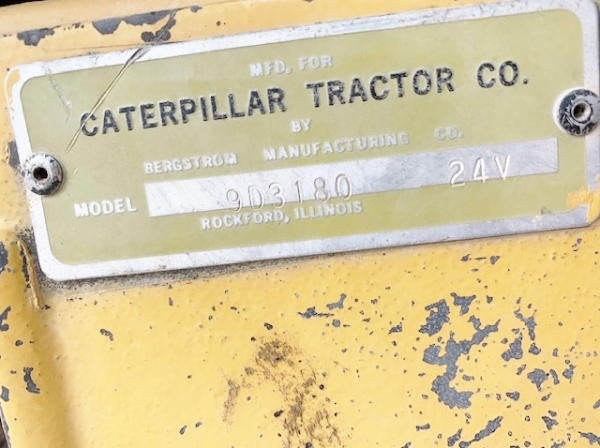 MFD. FOR
CATERPILLAR TRACTOR CO.
BY
BERGSTROM MANUFACTURING CO.
MODEL 9D3180 24V
ROCKFORD, ILLINOIS